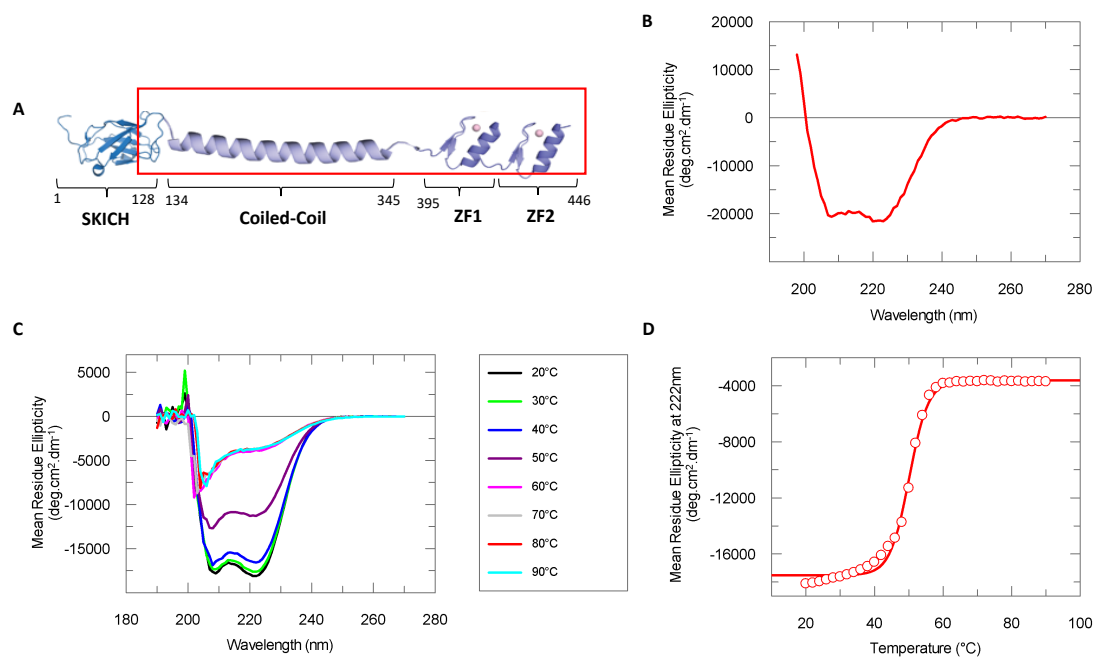 A
1
128
134
345
395
446
SKICH
Coiled-Coil
ZF1
ZF2
B
Mean Residue Ellipticity
(deg.cm2.dm-1)
20000
10000
0
-10000
-20000
200
220
240
260
280
Wavelength (nm)
C
Mean Residue Ellipticity
(deg.cm2.dm-1)
5000
0
-5000
-10000
-15000
180
200
220
240
260
280
Wavelength (nm)
20°C
30°C
40°C
50°C
60°C
70°C
80°C
90°C
D
Mean Residue Ellipticity at 222nm
(deg.cm2.dm-1)
-4000
-8000
-12000
-16000
20
40
60
80
100
Temperature (°C)